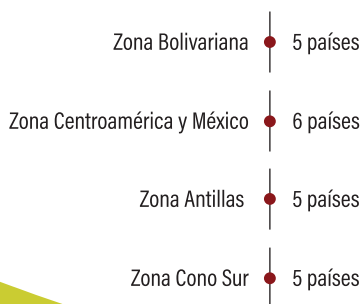 Zona Bolivariana 5 países
Zona Centroamérica y México 6 países
Zona Antillas 5 países
Zona Cono Sur 5 países